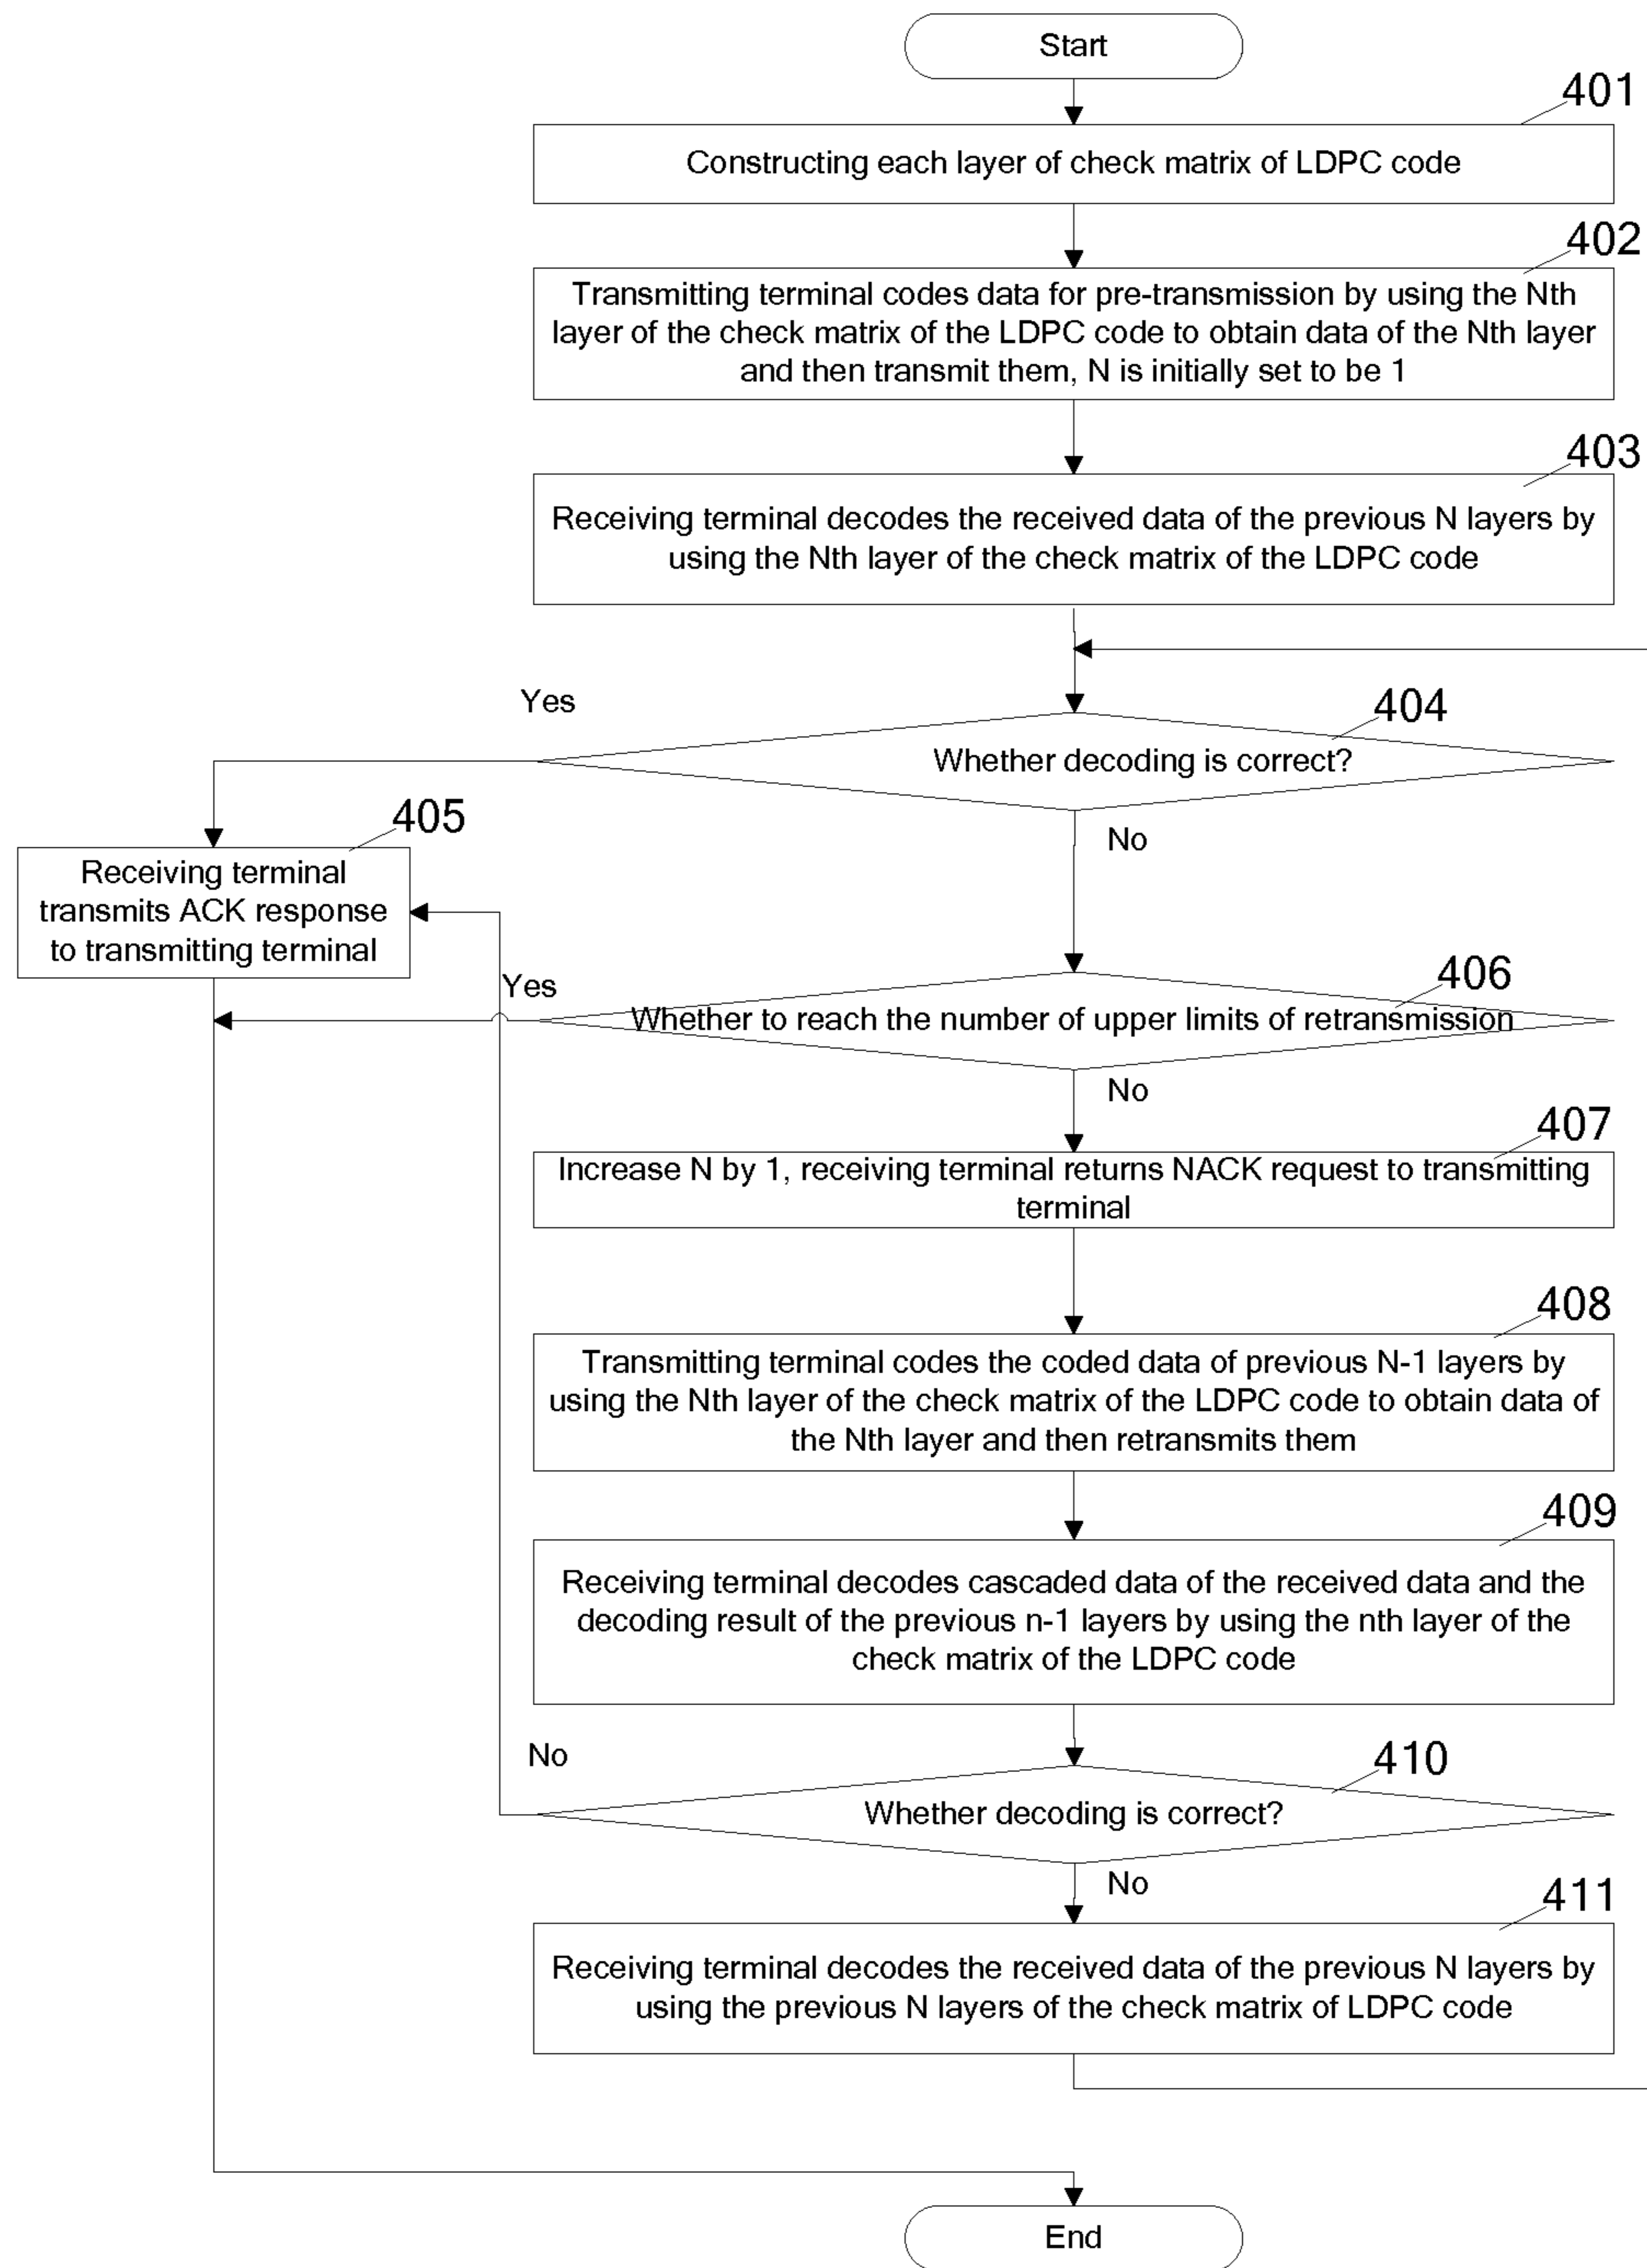 Start
401
Constructing each layer of check matrix of LDPC code
402
Transmitting terminal codes data for pre-transmission by using the Nth
layer of the check matrix of the LDPC code to obtain data of the Nth layer
and then transmit them, N is initially set to be 1
403
Receiving terminal decodes the received data of the previous N layers by
using the Nth layer of the check matrix of the LDPC code
Yes
404
Whether decoding is correct?
405
No
Receiving terminal
transmits ACK response
to transmitting terminal
Yes
406
Whether to reach the number of upper limits of retransmission
No
407
Increase N by 1, receiving terminal returns NACK request to transmitting
terminal
408
Transmitting terminal codes the coded data of previous N-1 layers by
using the Nth layer of the check matrix of the LDPC code to obtain data of
the Nth layer and then retransmits them
409
Receiving terminal decodes cascaded data of the received data and the
decoding result of the previous n-1 layers by using the nth layer of the
check matrix of the LDPC code
No
410
Whether decoding is correct?
No
411
Receiving terminal decodes the received data of the previous N layers by
using the previous N layers of the check matrix of LDPC code
End